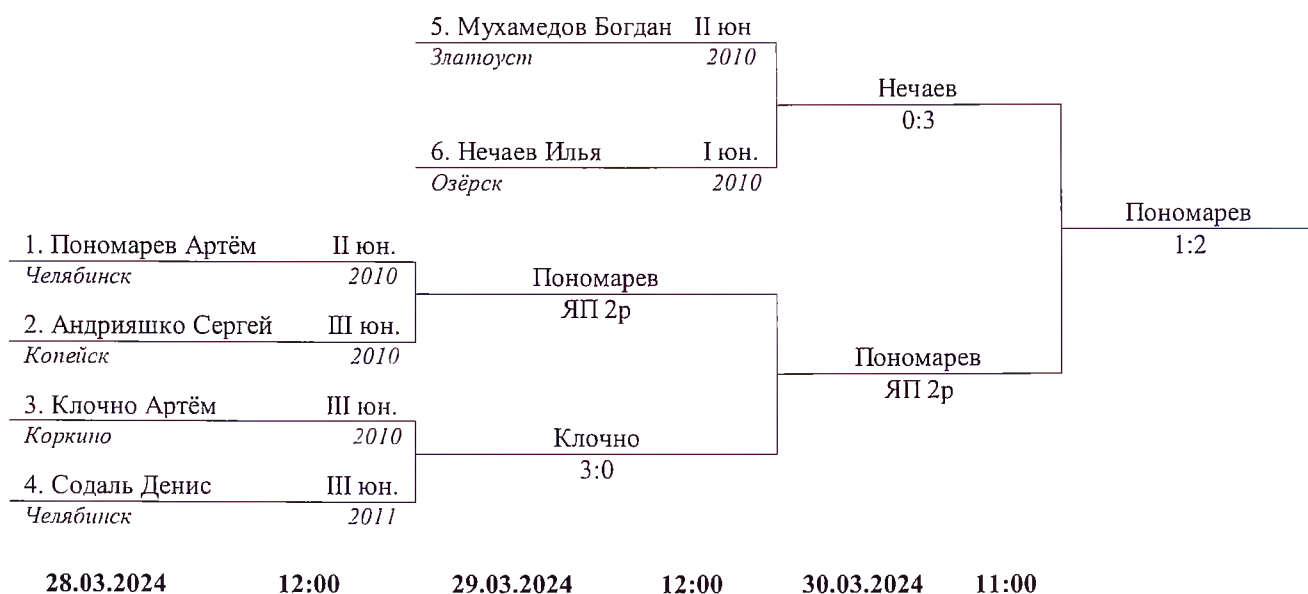 5. Мухамедов Богдан II юн
Златоуст 2010
Нечаев
0:3
6. Нечаев Илья I юн.
Озёрск 2010
Пономарев
1:2
1. Пономарев Артём II юн.
Челябинск 2010
Пономарев
ЯП 2р
2. Андрияшко Сергей III юн.
Копейск 2010
Пономарев
ЯП 2р
3. Клочно Артём III юн.
Коркино 2010
Клочно
3:0
4. Содаль Денис III юн.
Челябинск 2011
28.03.2024 12:00 29.03.2024 12:00 30.03.2024 11:00